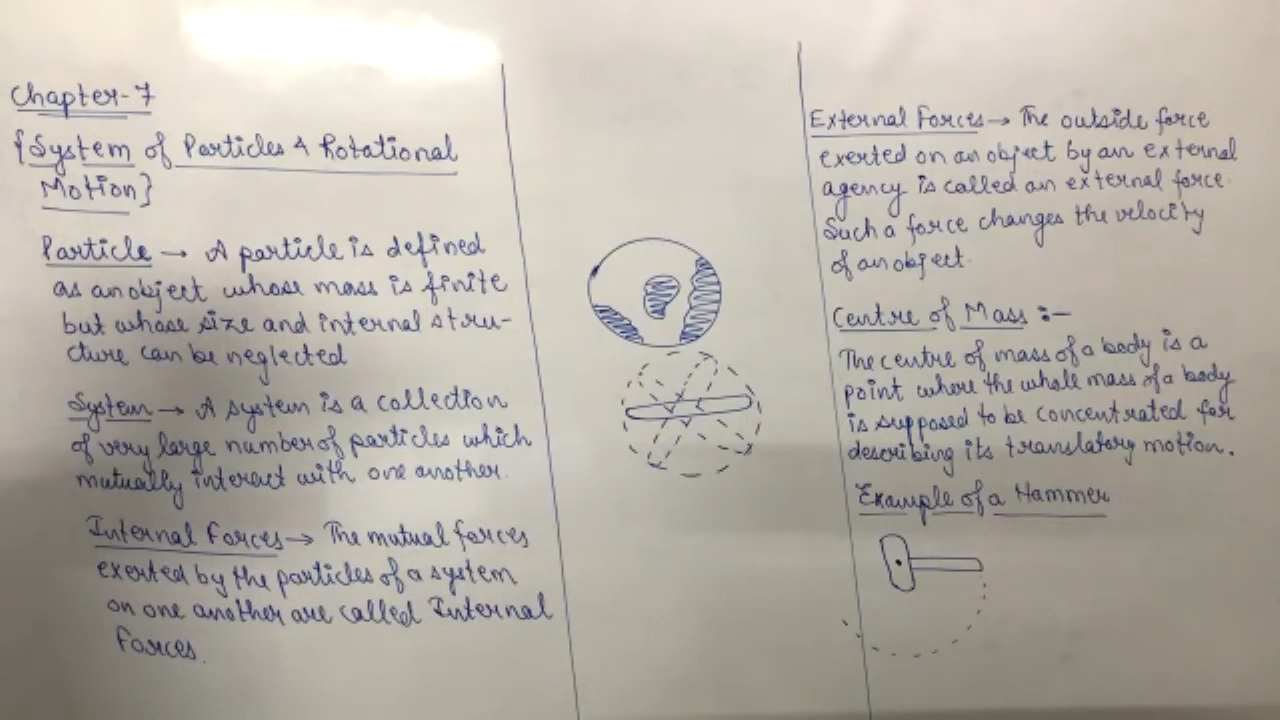 Chapter-7
{System of Particles & Rotational
Motion}
Particle → A particle is defined
as an object whose mass is finite
but whose size and internal stru-
cture can be neglected
System → A system is a collection
of very large number of particles which
mutually interact with one another.
Internal Forces → The mutual forces
exerted by the particles of a system
on one another are called Internal
Forces.
External Forces → The outside force
exerted on an object by an external
agency is called an external force.
Such a force changes the velocity
of an object.
Centre of Mass :-
The centre of mass of a body is a
point where the whole mass of a body
is supposed to be concentrated for
describing its translatory motion.
Example of a Hammer